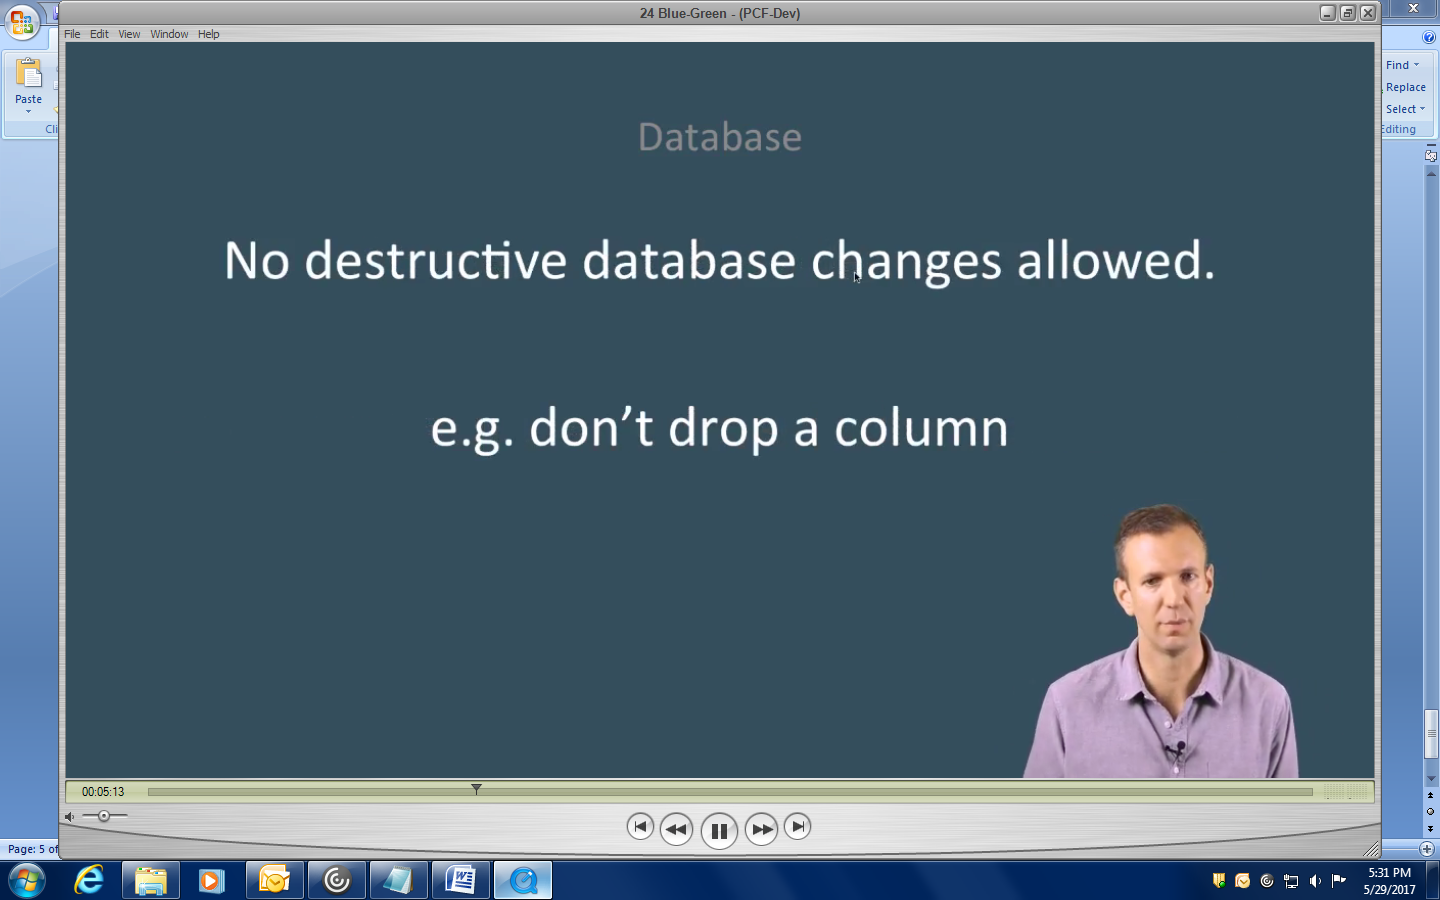 24 Blue-Green - (PCF-Dev)
File Edit View Window Help
Paste
Cli
Find
Replace
Select
Editing
Database
No destructive database changes allowed.
e.g. don’t drop a column
00:05:13
Page: 5 of
5:31 PM
5/29/2017